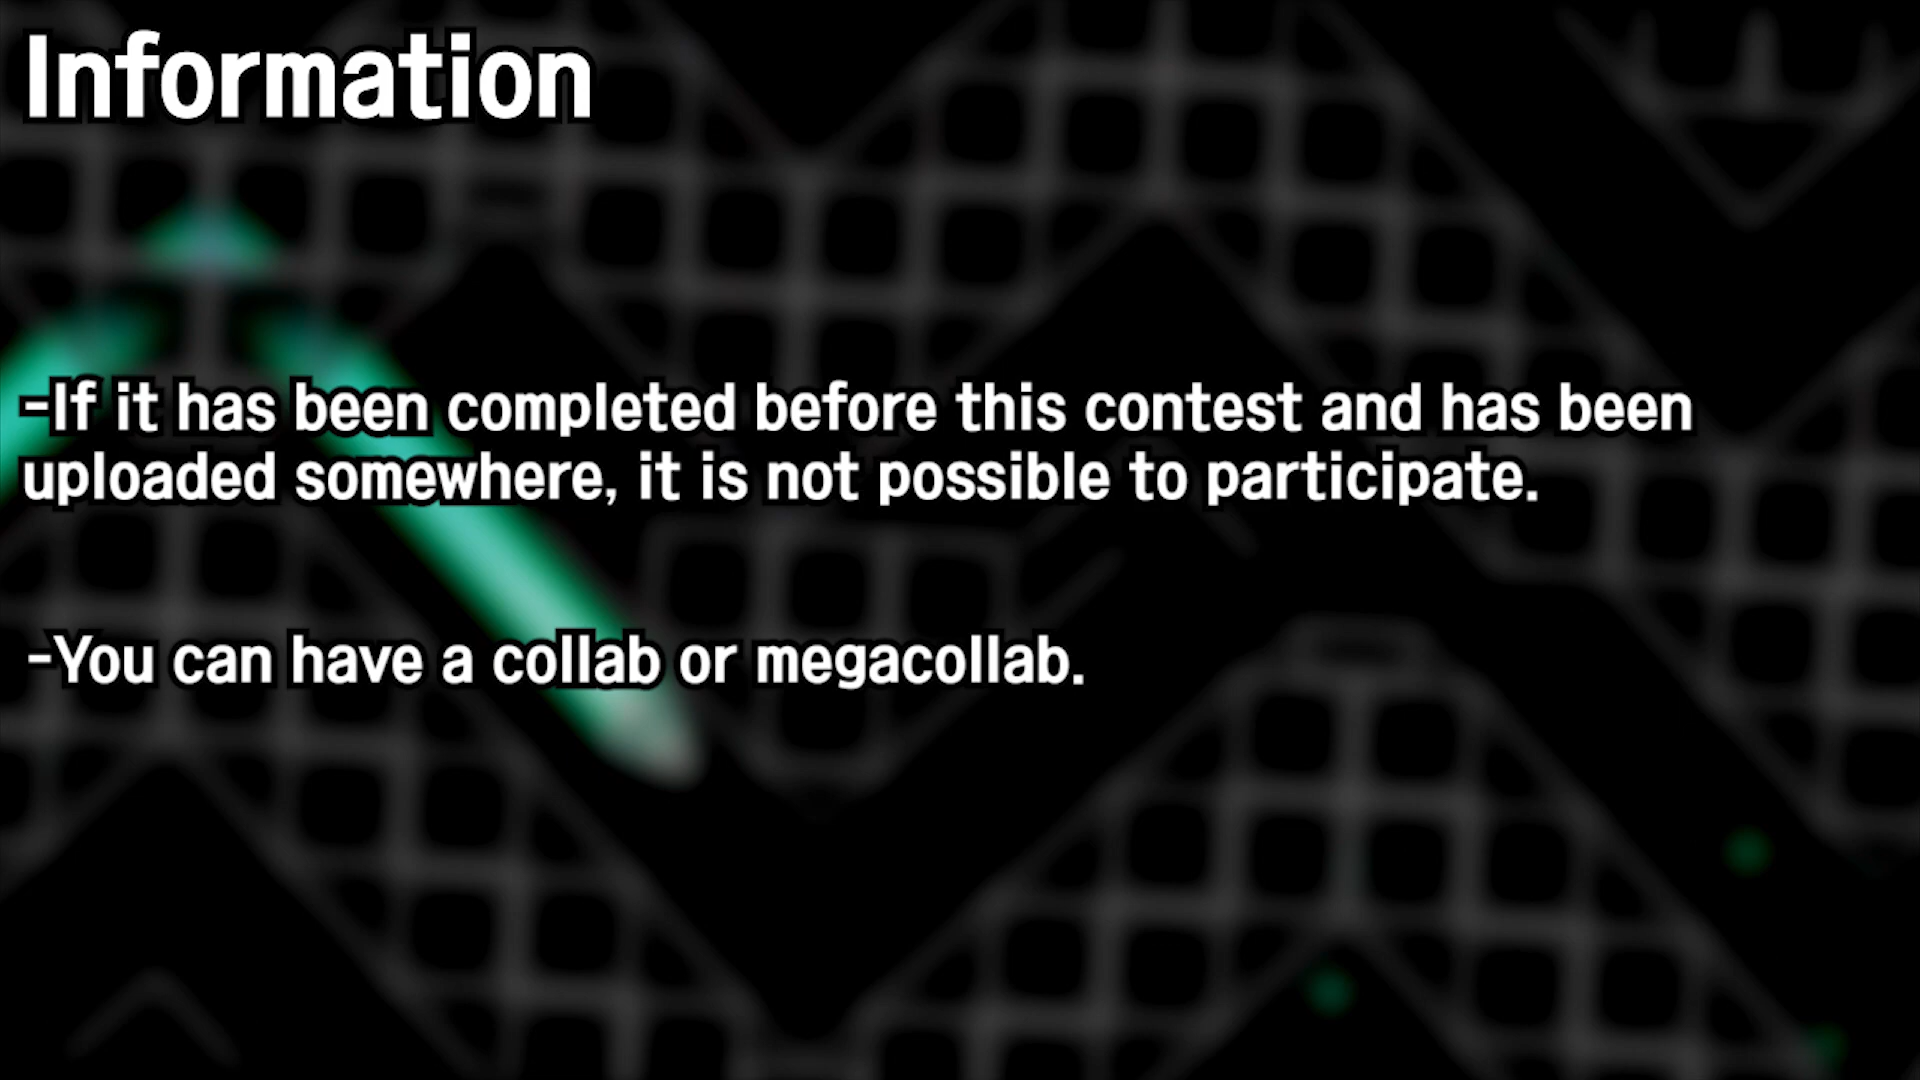 Information
-If it has been completed before this contest and has been
uploaded somewhere, it is not possible to participate.
-You can have a collab or megacollab.